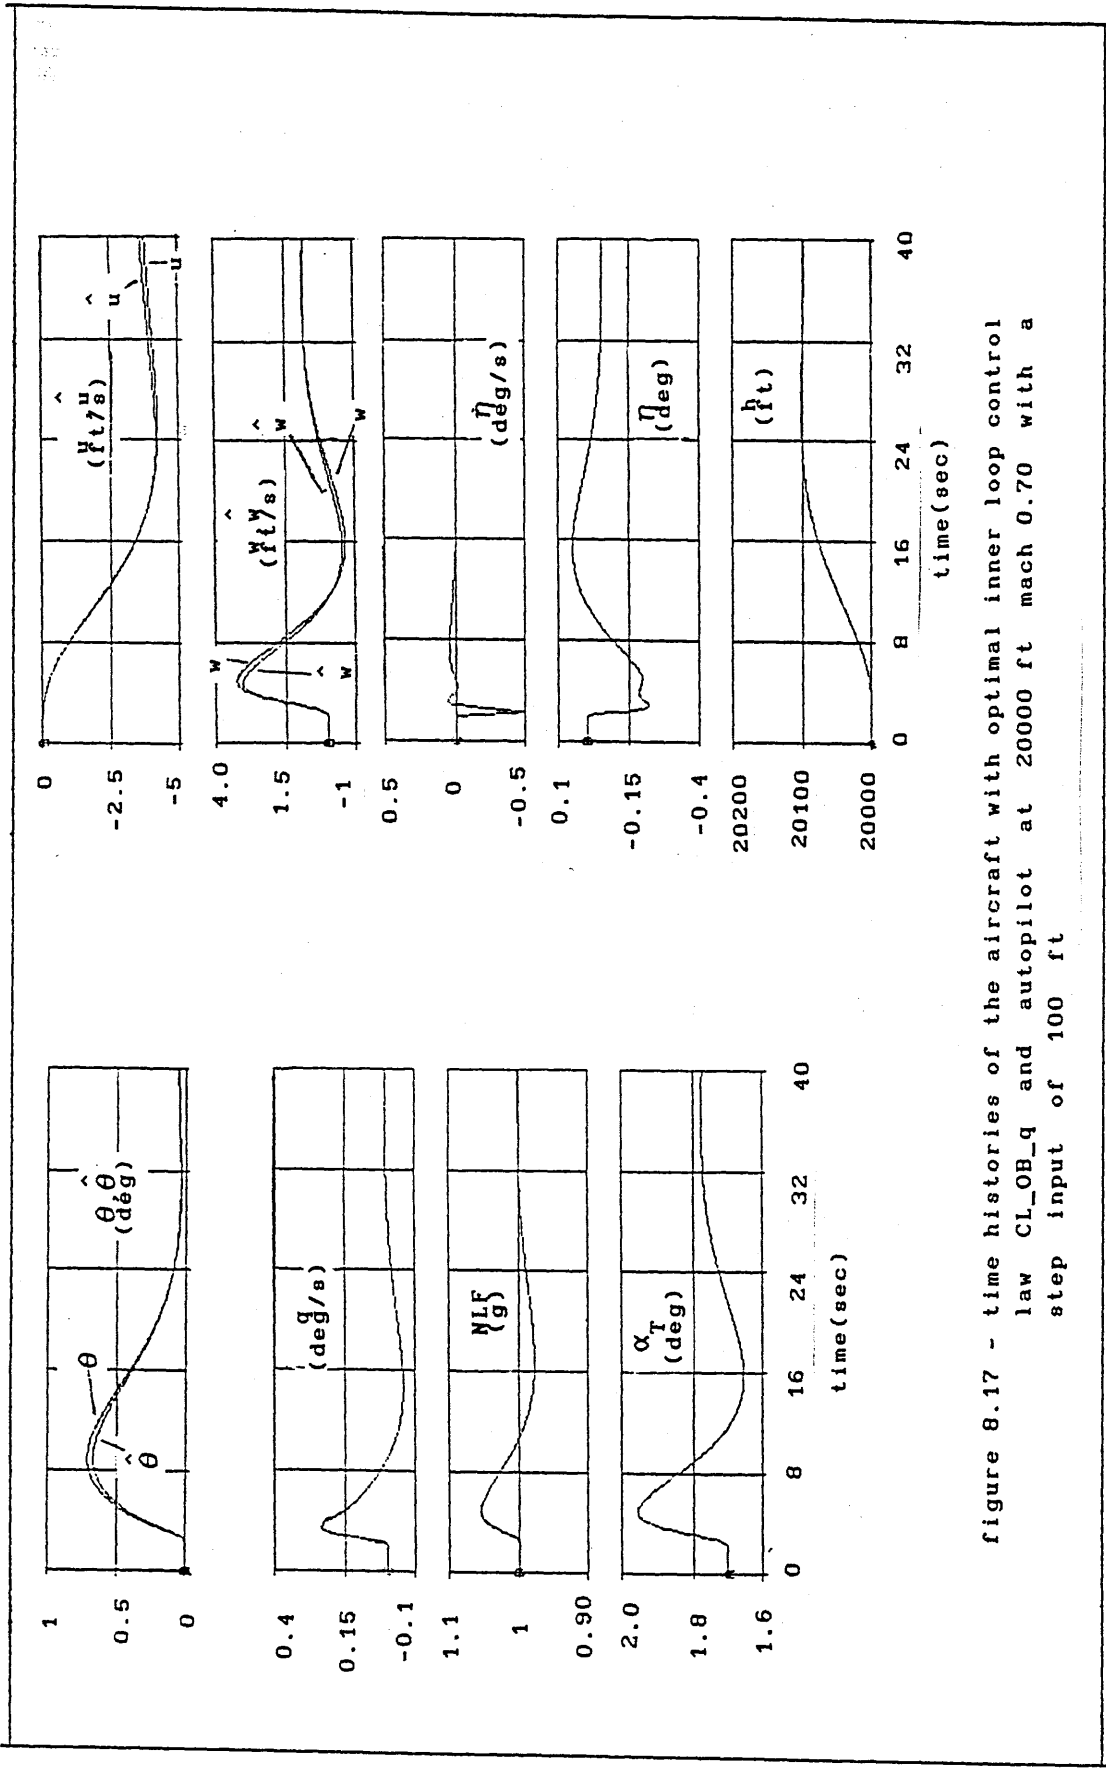 1
0.5
0
θ,θ̂
(deg)
θ
θ̂
0.4
0.15
-0.1
q
(deg/s)
1.1
1
0.90
NLF
(g)
2.0
1.8
1.6
α_T
(deg)
0 8 16 24 32 40
time(sec)
0
-2.5
-5
u,û
(ft/s)
û
u
4.0
1.5
-1
w,ŵ
(ft/s)
w
ŵ
ŵ
w
0.5
0
-0.5
η̇
(deg/s)
0.1
-0.15
-0.4
η
(deg)
20200
20100
20000
h
(ft)
0 8 16 24 32 40
time(sec)
figure 8.17 - time histories of the aircraft with optimal inner loop control
law CL_OB_q and autopilot at 20000 ft mach 0.70 with a
step input of 100 ft